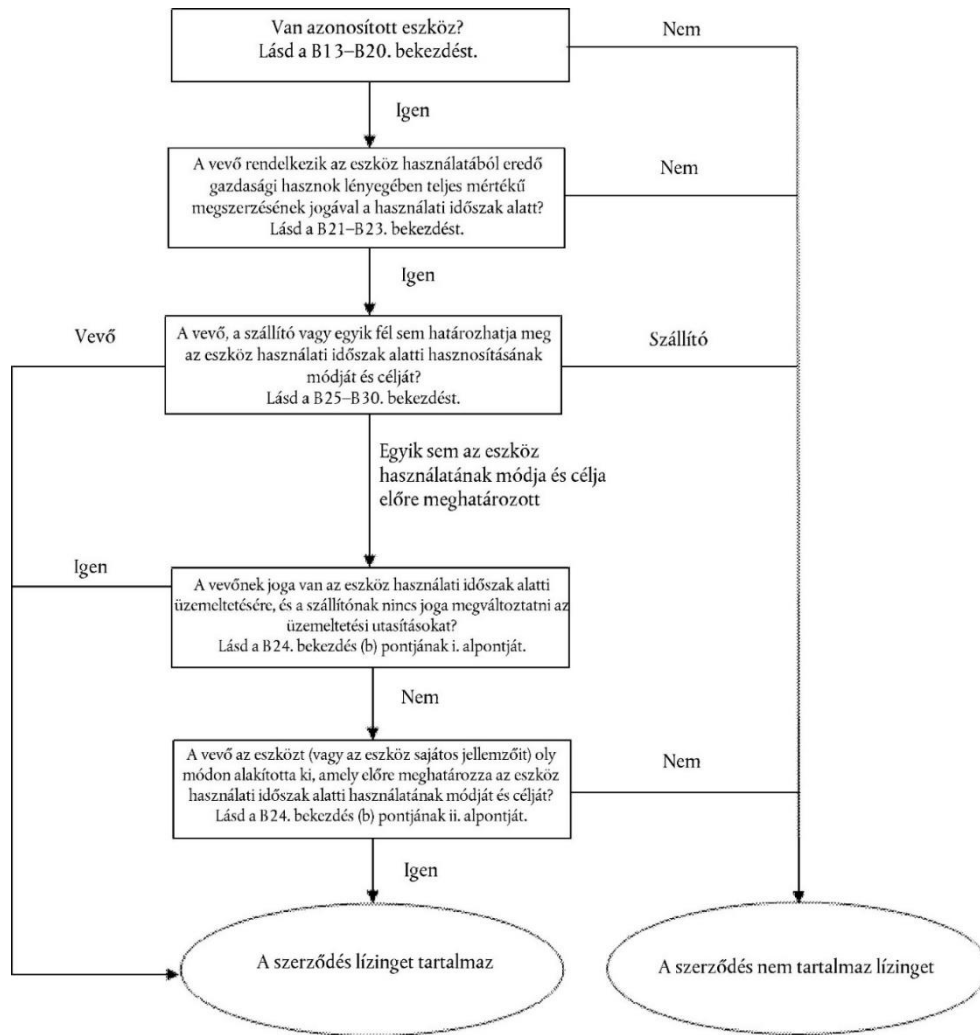 Van azonosított eszköz?
Lásd a B13–B20. bekezdést.
Nem
Igen
A vevő rendelkezik az eszköz használatából eredő
gazdasági hasznok lényegében teljes mértékű
megszerzésének jogával a használati időszak alatt?
Lásd a B21–B23. bekezdést.
Nem
Igen
Vevő
A vevő, a szállító vagy egyik fél sem határozhatja meg
az eszköz használati időszak alatti hasznosításának
módját és célját?
Lásd a B25–B30. bekezdést.
Szállító
Egyik sem az eszköz
használatának módja és célja
előre meghatározott
Igen
A vevőnek joga van az eszköz használati időszak alatti
üzemeltetésére, és a szállítónak nincs joga megváltoztatni az
üzemeltetési utasításokat?
Lásd a B24. bekezdés (b) pontjának i. alpontját.
Nem
A vevő az eszközt (vagy az eszköz sajátos jellemzőit) oly
módon alakította ki, amely előre meghatározza az eszköz
használati időszak alatti használatának módját és célját?
Lásd a B24. bekezdés (b) pontjának ii. alpontját.
Nem
Igen
A szerződés lízinget tartalmaz
A szerződés nem tartalmaz lízinget